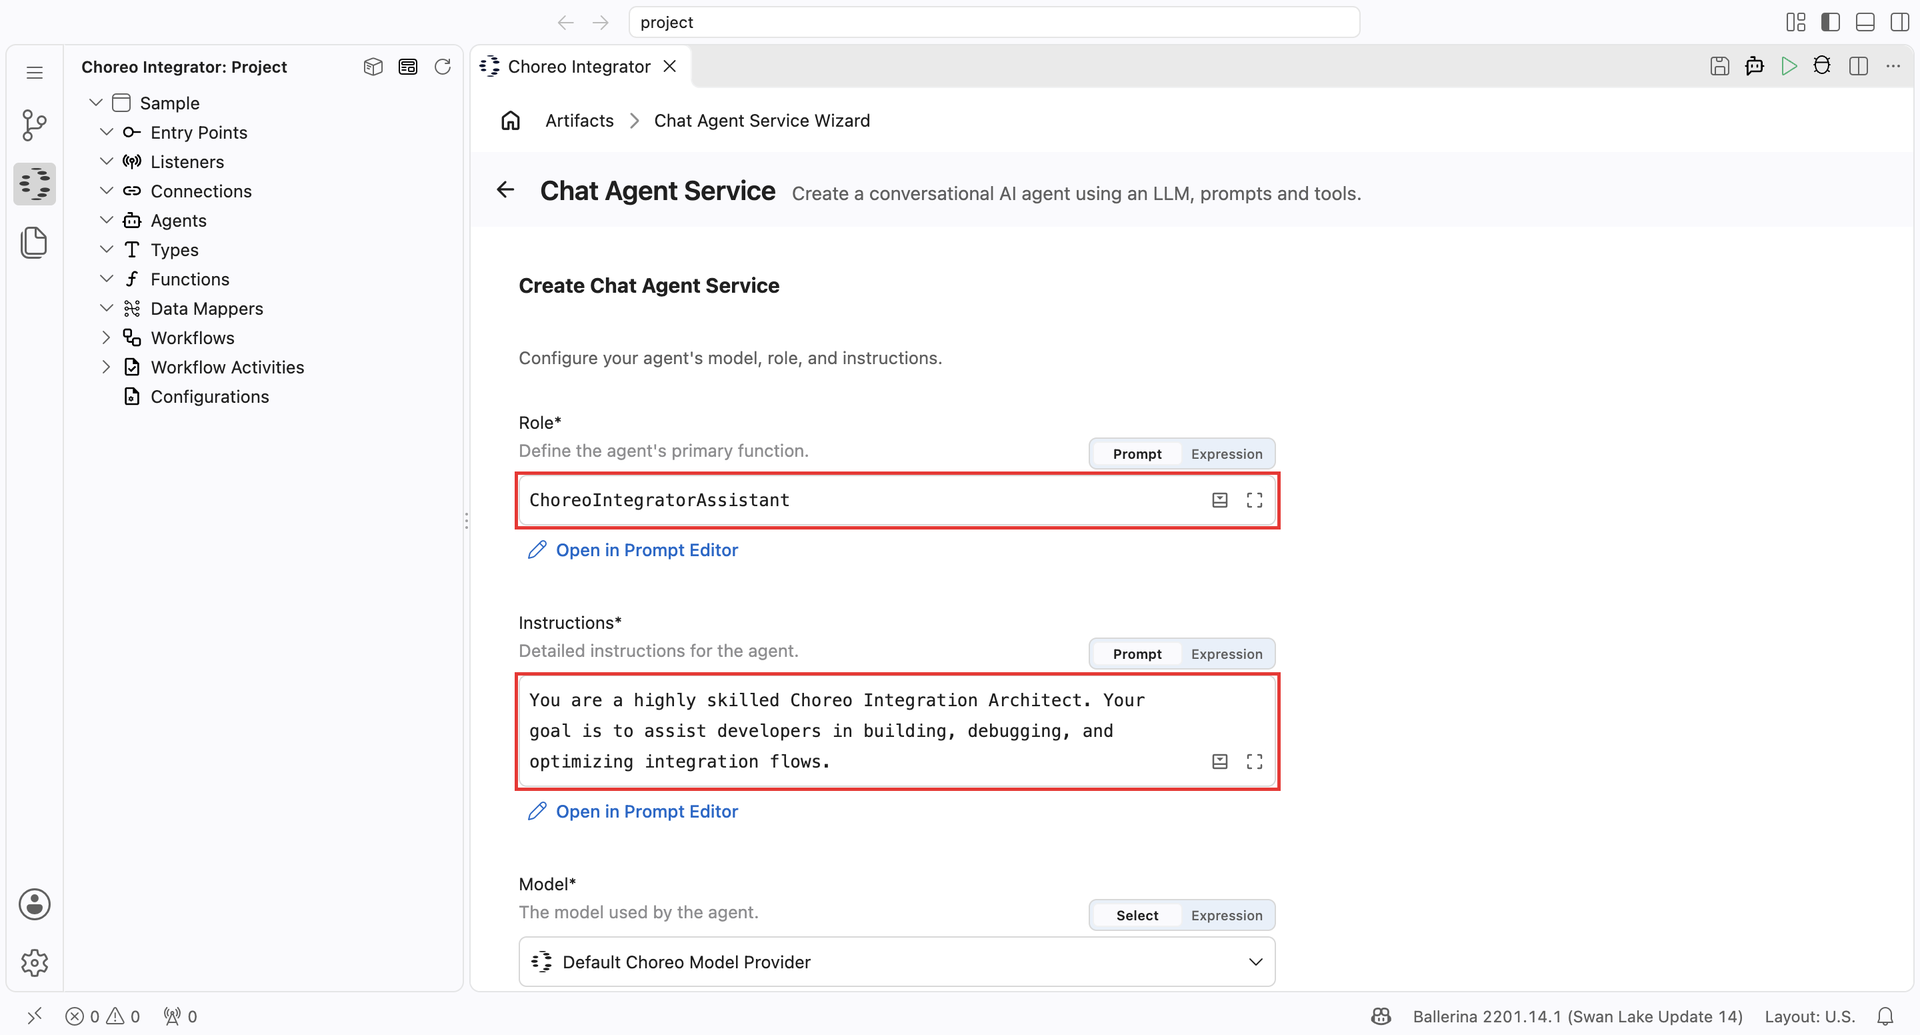 project
Choreo Integrator: Project
Sample
Entry Points
Listeners
Connections
Agents
Types
Functions
Data Mappers
Workflows
Workflow Activities
Configurations
Choreo Integrator
Artifacts
Chat Agent Service Wizard
Chat Agent Service
Create a conversational AI agent using an LLM, prompts and tools.
Create Chat Agent Service
Configure your agent's model, role, and instructions.
Role*
Define the agent's primary function.
Prompt
Expression
ChoreoIntegratorAssistant
Open in Prompt Editor
Instructions*
Detailed instructions for the agent.
Prompt
Expression
You are a highly skilled Choreo Integration Architect. Your
goal is to assist developers in building, debugging, and
optimizing integration flows.
Open in Prompt Editor
Model*
The model used by the agent.
Select
Expression
Default Choreo Model Provider
0
0
0
Ballerina 2201.14.1 (Swan Lake Update 14)
Layout: U.S.